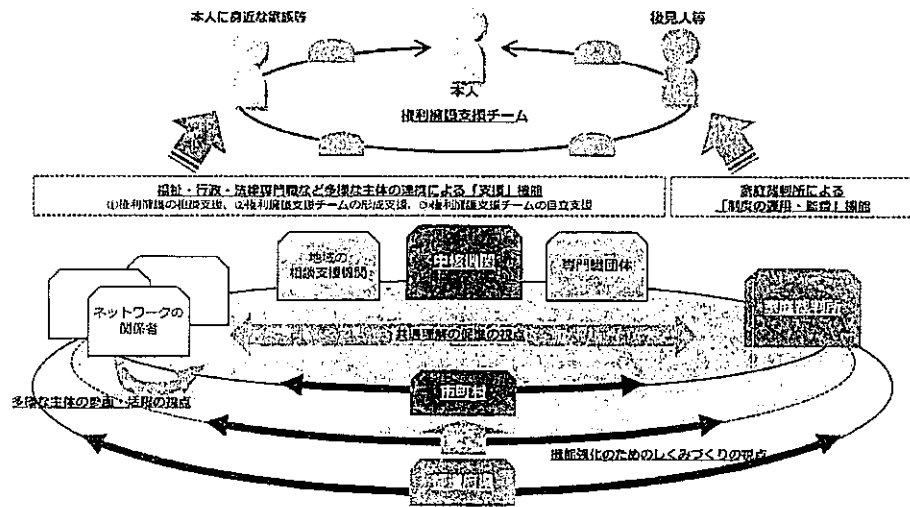 本人に身近な家族等
後見人等
本人
権利擁護支援チーム
福祉・行政・法律専門職など多様な主体の連携による「支援」機能
①権利擁護の相談支援、②権利擁護支援チームの形成支援、③権利擁護支援チームの自立支援
家庭裁判所による
「制度の運用・監督」機能
地域の
相談支援機関
中核機関
専門職団体
ネットワークの
関係者
家庭裁判所
共通理解の促進の視点
市町村
多様な主体の参画・活用の視点
機能強化のためのしくみづくりの視点
都道府県